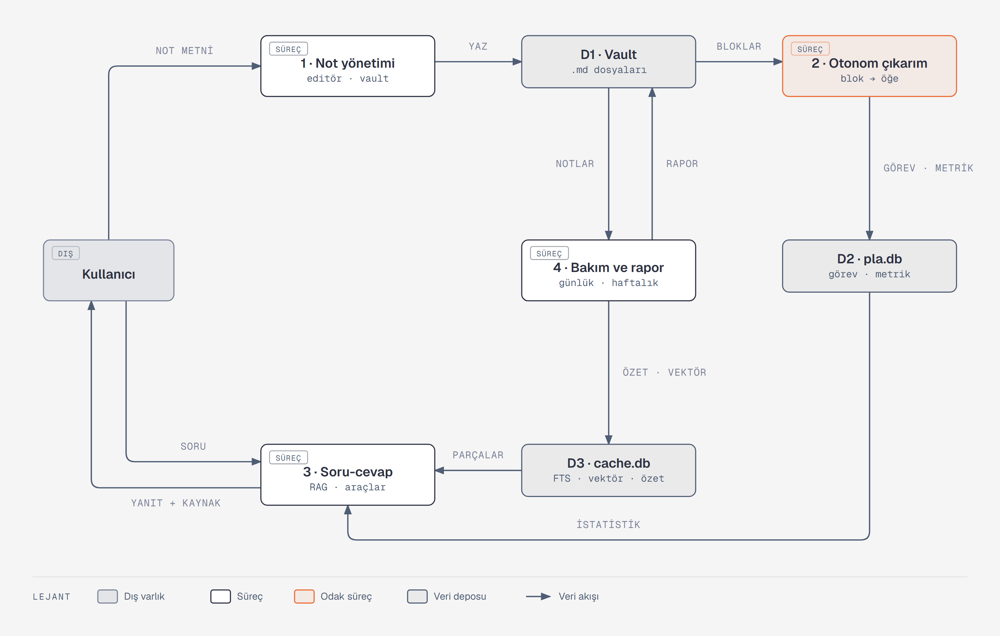 NOT METNİ
SÜREÇ
1 · Not yönetimi
editör · vault
YAZ
D1 · Vault
.md dosyaları
BLOKLAR
SÜREÇ
2 · Otonom çıkarım
blok → öğe
NOTLAR
RAPOR
GÖREV · METRİK
DIŞ
Kullanıcı
SÜREÇ
4 · Bakım ve rapor
günlük · haftalık
D2 · pla.db
görev · metrik
ÖZET · VEKTÖR
SORU
YANIT + KAYNAK
SÜREÇ
3 · Soru-cevap
RAG · araçlar
PARÇALAR
D3 · cache.db
FTS · vektör · özet
İSTATİSTİK
LEJANT
Dış varlık
Süreç
Odak süreç
Veri deposu
Veri akışı